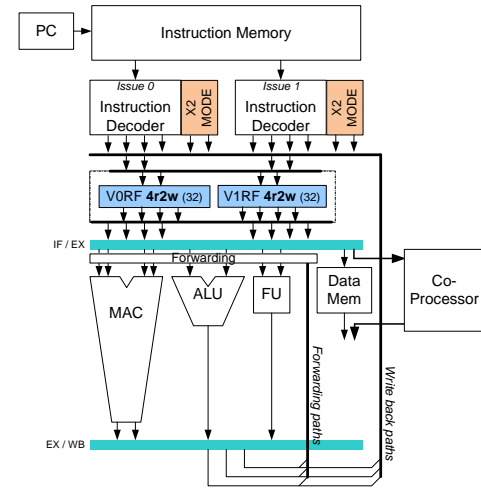 PC
Instruction Memory
Issue 0
Instruction
Decoder
X2
MODE
Issue 1
Instruction
Decoder
X2
MODE
V0RF 4r2w (32)
V1RF 4r2w (32)
IF / EX
Forwarding
MAC
ALU
FU
Data
Mem
Co-
Processor
Forwarding paths
Write back paths
EX / WB